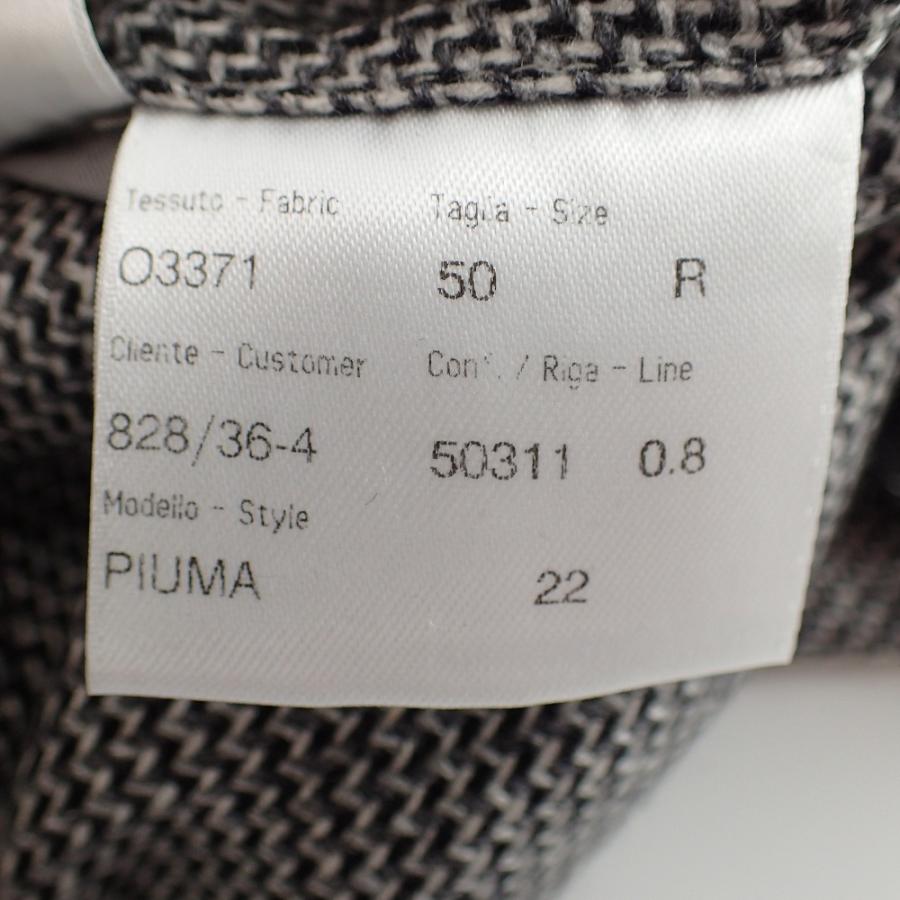 Tessuto - Fabric Taglia - Size
O3371 50 R
Cliente - Customer Conf. / Riga - Line
828/36-4 50311 0.8
Modello - Style
PIUMA 22